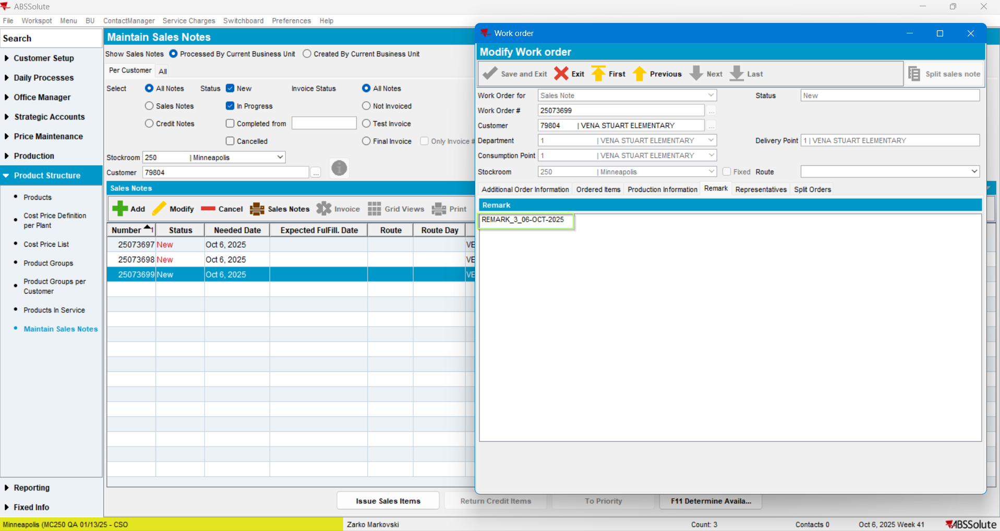 ABSSolute
File Workspot Menu BU ContactManager Service Charges Switchboard Preferences Help
Search
Customer Setup
Daily Processes
Office Manager
Strategic Accounts
Price Maintenance
Production
Product Structure
Products
Cost Price Definition
per Plant
Cost Price List
Product Groups
Product Groups per
Customer
Products In Service
Maintain Sales Notes
Reporting
Fixed Info
Maintain Sales Notes
Show Sales Notes Processed By Current Business Unit Created By Current Business Unit
Per Customer All
Select All Notes Status New Invoice Status All Notes
Sales Notes In Progress Not Invoiced
Credit Notes Completed from Test Invoice
Cancelled Final Invoice Only Invoice #
Stockroom 250 | Minneapolis
Customer 79804 ...
Sales Notes
Add Modify Cancel Sales Notes Invoice Grid Views Print
Number 1 Status Needed Date Expected FulFill. Date Route Route Day
25073697 New Oct 6, 2025 VE
25073698 New Oct 6, 2025 VE
25073699 New Oct 6, 2025 VE
Issue Sales Items Return Credit Items To Priority F11 Determine Availa...
Work order
Modify Work order
Save and Exit Exit First Previous Next Last Split sales note
Work Order for Sales Note Status New
Work Order # 25073699 ...
Customer 79804 | VENA STUART ELEMENTARY ...
Department 1 | VENA STUART ELEMENTARY Delivery Point 1 | VENA STUART ELEMENTARY
Consumption Point 1 | VENA STUART ELEMENTARY
Stockroom 250 | Minneapolis Fixed Route
Additional Order Information Ordered Items Production Information Remark Representatives Split Orders
Remark
REMARK_3_06-OCT-2025
Minneapolis (MC250 QA 01/13/25 - CSO Zarko Markovski Count: 3 Contacts 0 Oct 6, 2025 Week 41 ABSSolute